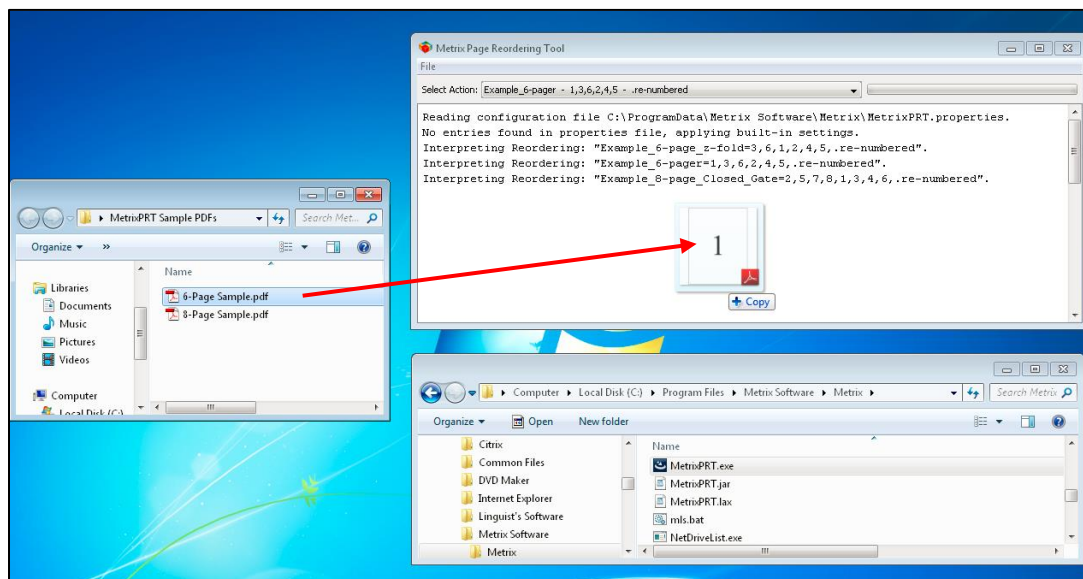 Metrix Page Reordering Tool
File
Select Action: Example_6-pager - 1,3,6,2,4,5 - .re-numbered
Reading configuration file C:\ProgramData\Metrix Software\Metrix\MetrixPRT.properties.
No entries found in properties file, applying built-in settings.
Interpreting Reordering: "Example_6-page_z-fold=3,6,1,2,4,5,.re-numbered".
Interpreting Reordering: "Example_6-pager=1,3,6,2,4,5,.re-numbered".
Interpreting Reordering: "Example_8-page_Closed_Gate=2,5,7,8,1,3,4,6,.re-numbered".
1
Copy
MetrixPRT Sample PDFs
Search Met...
Organize
»
Name
Libraries
Documents
Music
Pictures
Videos
Computer
Local Disk (C:)
6-Page Sample.pdf
8-Page Sample.pdf
Computer Local Disk (C:) Program Files Metrix Software Metrix
Search Metrix
Organize Open New folder
Citrix
Common Files
DVD Maker
Internet Explorer
Linguist's Software
Metrix Software
Metrix
Name
MetrixPRT.exe
MetrixPRT.jar
MetrixPRT.lax
mls.bat
NetDriveList.exe